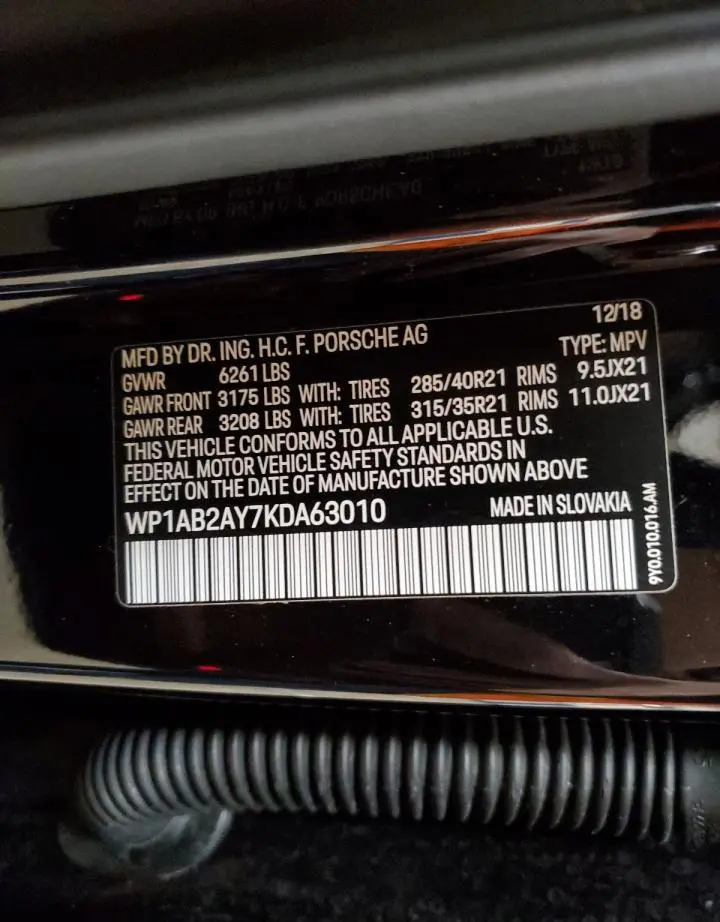 12/18
MFD BY DR. ING. H.C. F. PORSCHE AG
TYPE: MPV
GVWR 6261 LBS
GAWR FRONT 3175 LBS WITH: TIRES 285/40R21 RIMS 9.5JX21
GAWR REAR 3208 LBS WITH: TIRES 315/35R21 RIMS 11.0JX21
THIS VEHICLE CONFORMS TO ALL APPLICABLE U.S.
FEDERAL MOTOR VEHICLE SAFETY STANDARDS IN
EFFECT ON THE DATE OF MANUFACTURE SHOWN ABOVE
WP1AB2AY7KDA63010 MADE IN SLOVAKIA
9Y0.010.016.AM